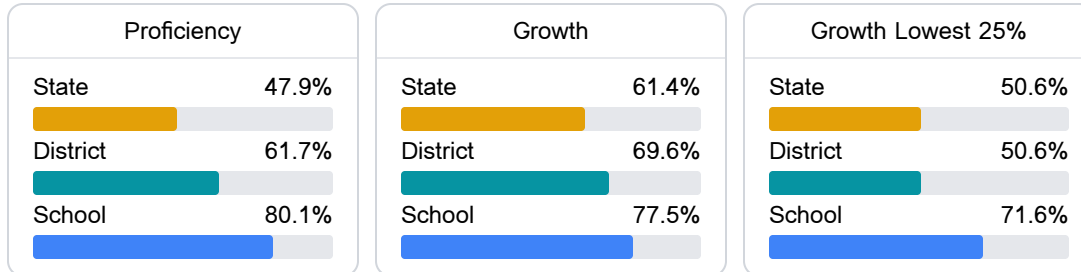 Proficiency
State 47.9%
District 61.7%
School 80.1%
Growth
State 61.4%
District 69.6%
School 77.5%
Growth Lowest 25%
State 50.6%
District 50.6%
School 71.6%